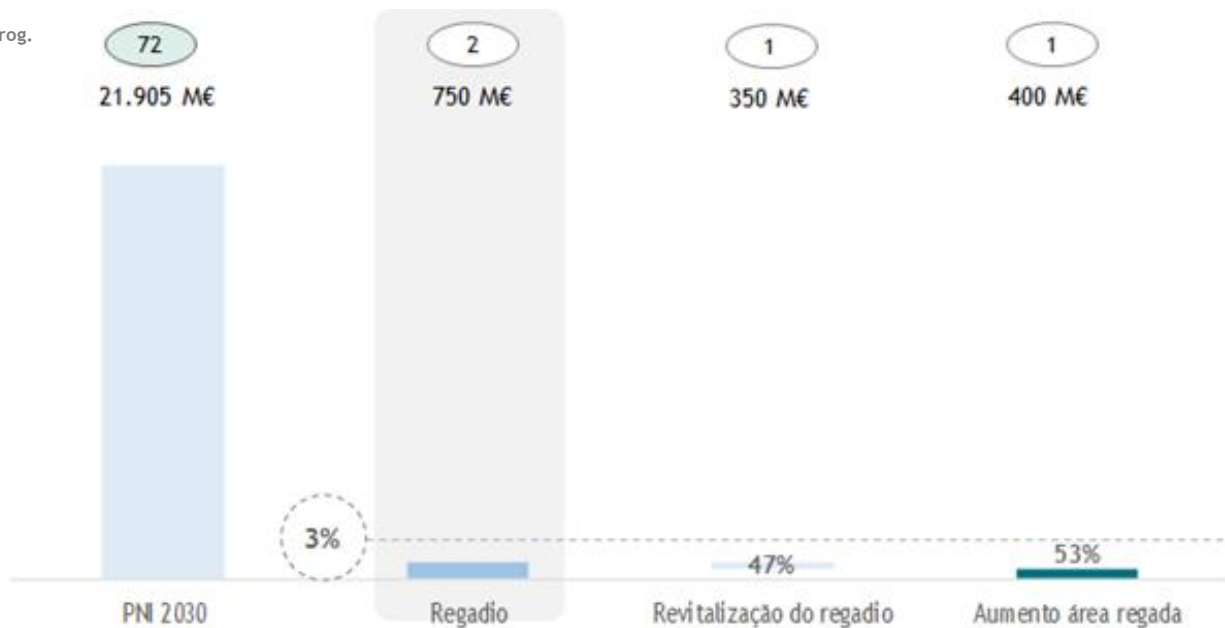 rog.
72
2
1
1
21.905 M€
750 M€
350 M€
400 M€
3%
47%
53%
PNI 2030
Regadio
Revitalização do regadio
Aumento área regada